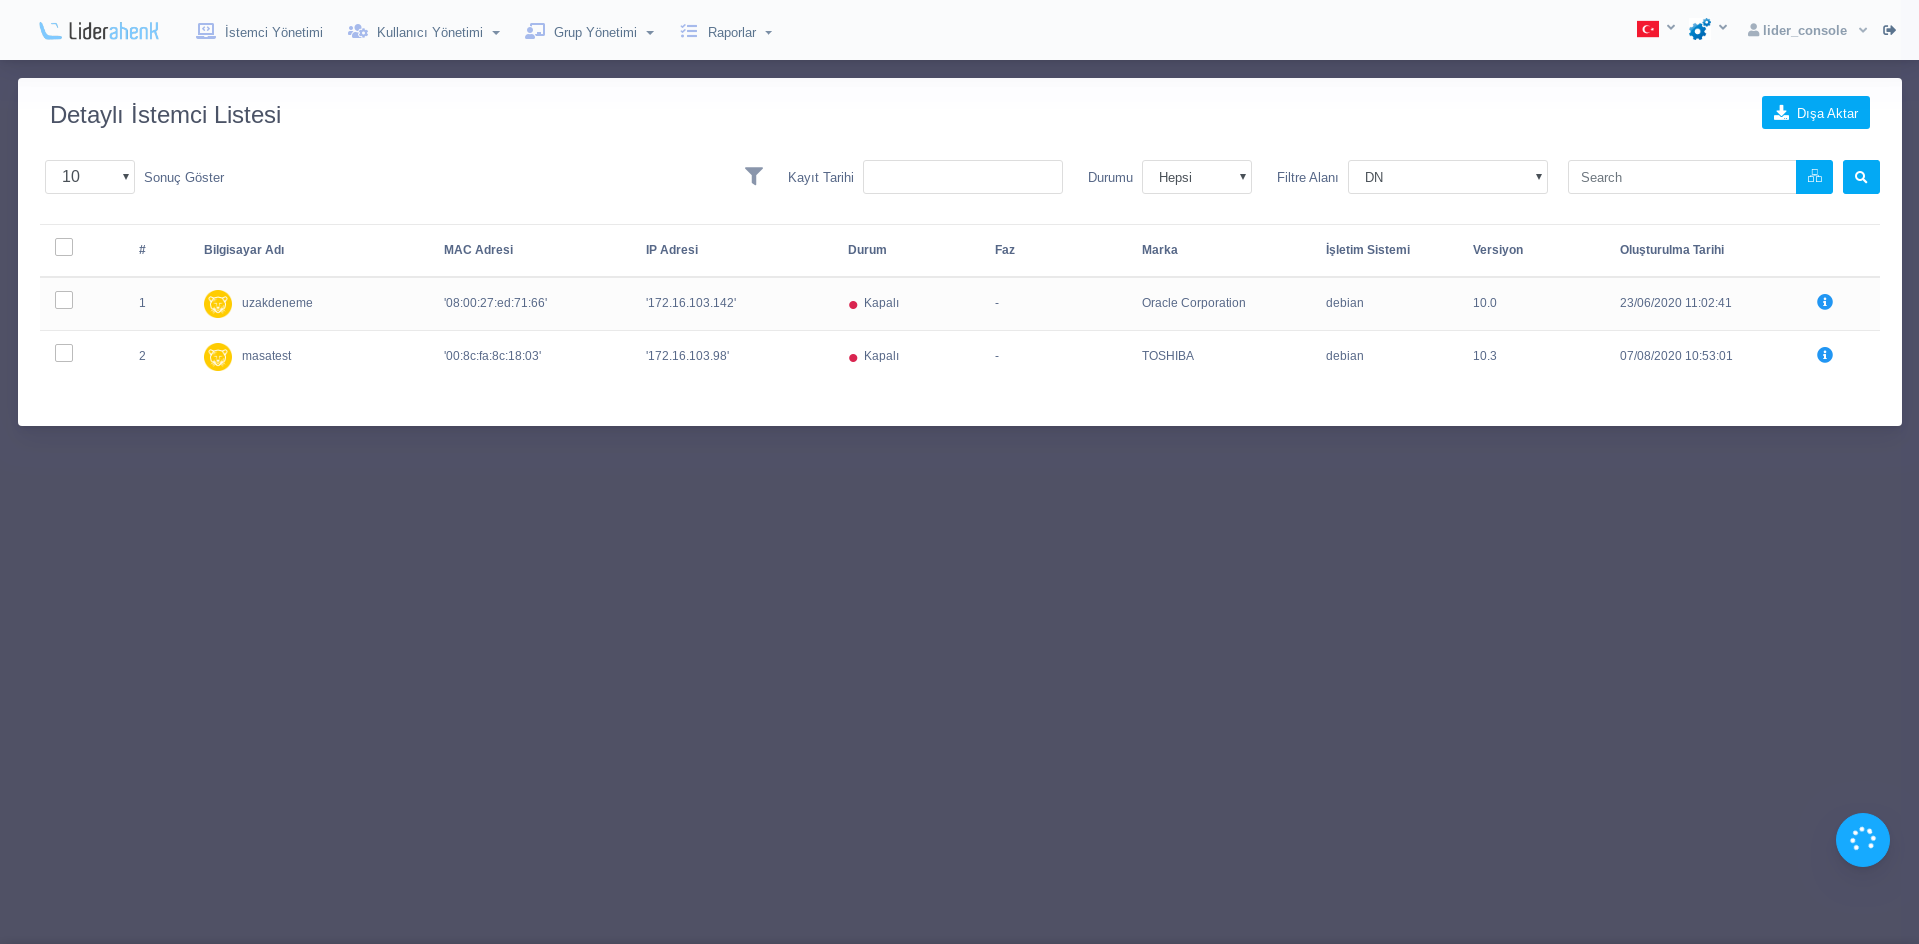 Liderahenk İstemci Yönetimi Kullanıcı Yönetimi Grup Yönetimi Raporlar lider_console
Detaylı İstemci Listesi
Dışa Aktar
10 Sonuç Göster Kayıt Tarihi Durumu Hepsi Filtre Alanı DN Search
# Bilgisayar Adı MAC Adresi IP Adresi Durum Faz Marka İşletim Sistemi Versiyon Oluşturulma Tarihi
1 uzakdeneme '08:00:27:ed:71:66' '172.16.103.142' Kapalı - Oracle Corporation debian 10.0 23/06/2020 11:02:41
2 masatest '00:8c:fa:8c:18:03' '172.16.103.98' Kapalı - TOSHIBA debian 10.3 07/08/2020 10:53:01